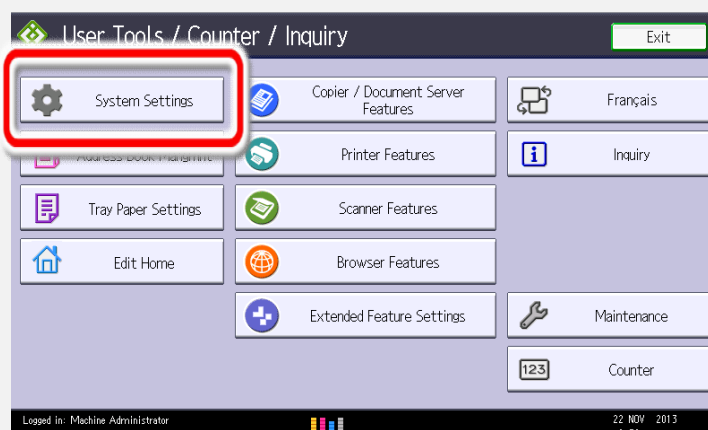 User Tools / Counter / Inquiry
Exit
System Settings
Copier / Document Server
Features
Français
Address Book Mangmnt
Printer Features
Inquiry
Tray Paper Settings
Scanner Features
Edit Home
Browser Features
Extended Feature Settings
Maintenance
123
Counter
Logged in: Machine Administrator
22 NOV 2013